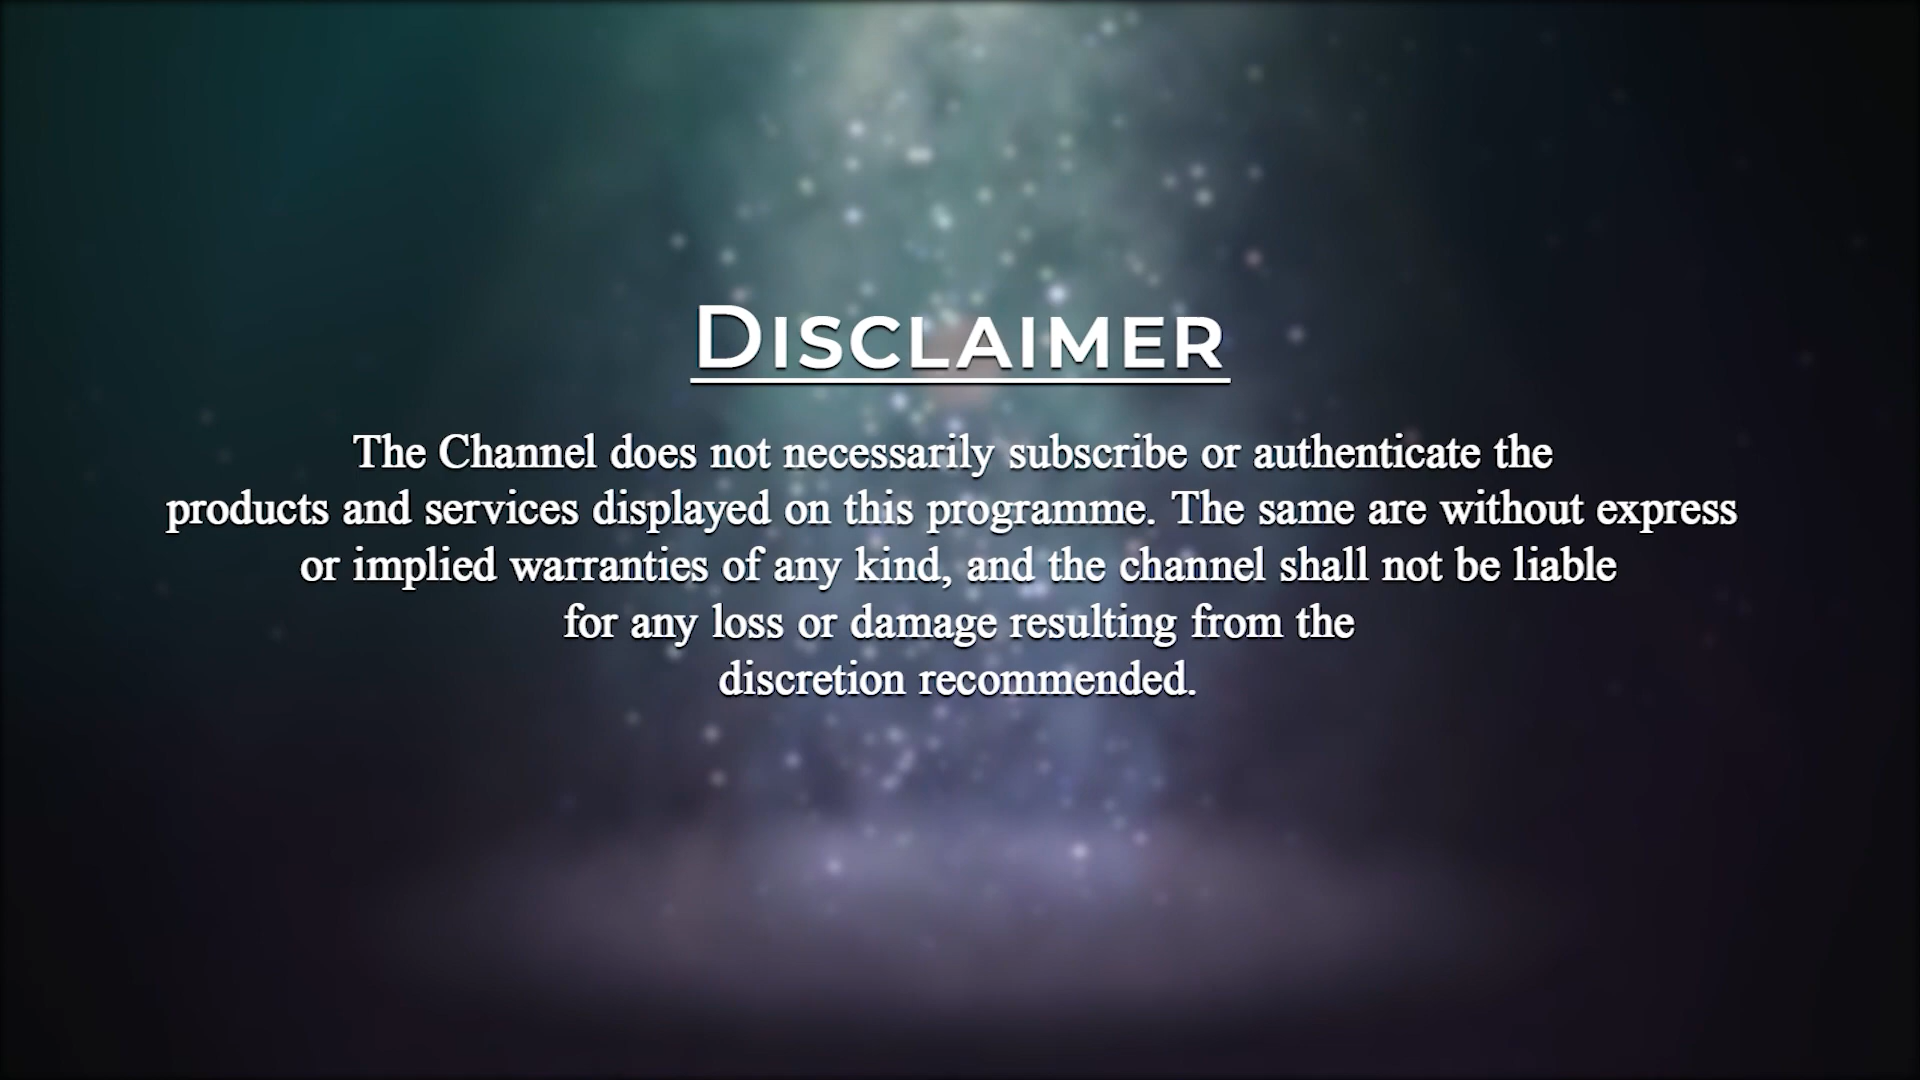 DISCLAIMER
The Channel does not necessarily subscribe or authenticate the
products and services displayed on this programme. The same are without express
or implied warranties of any kind, and the channel shall not be liable
for any loss or damage resulting from the
discretion recommended.